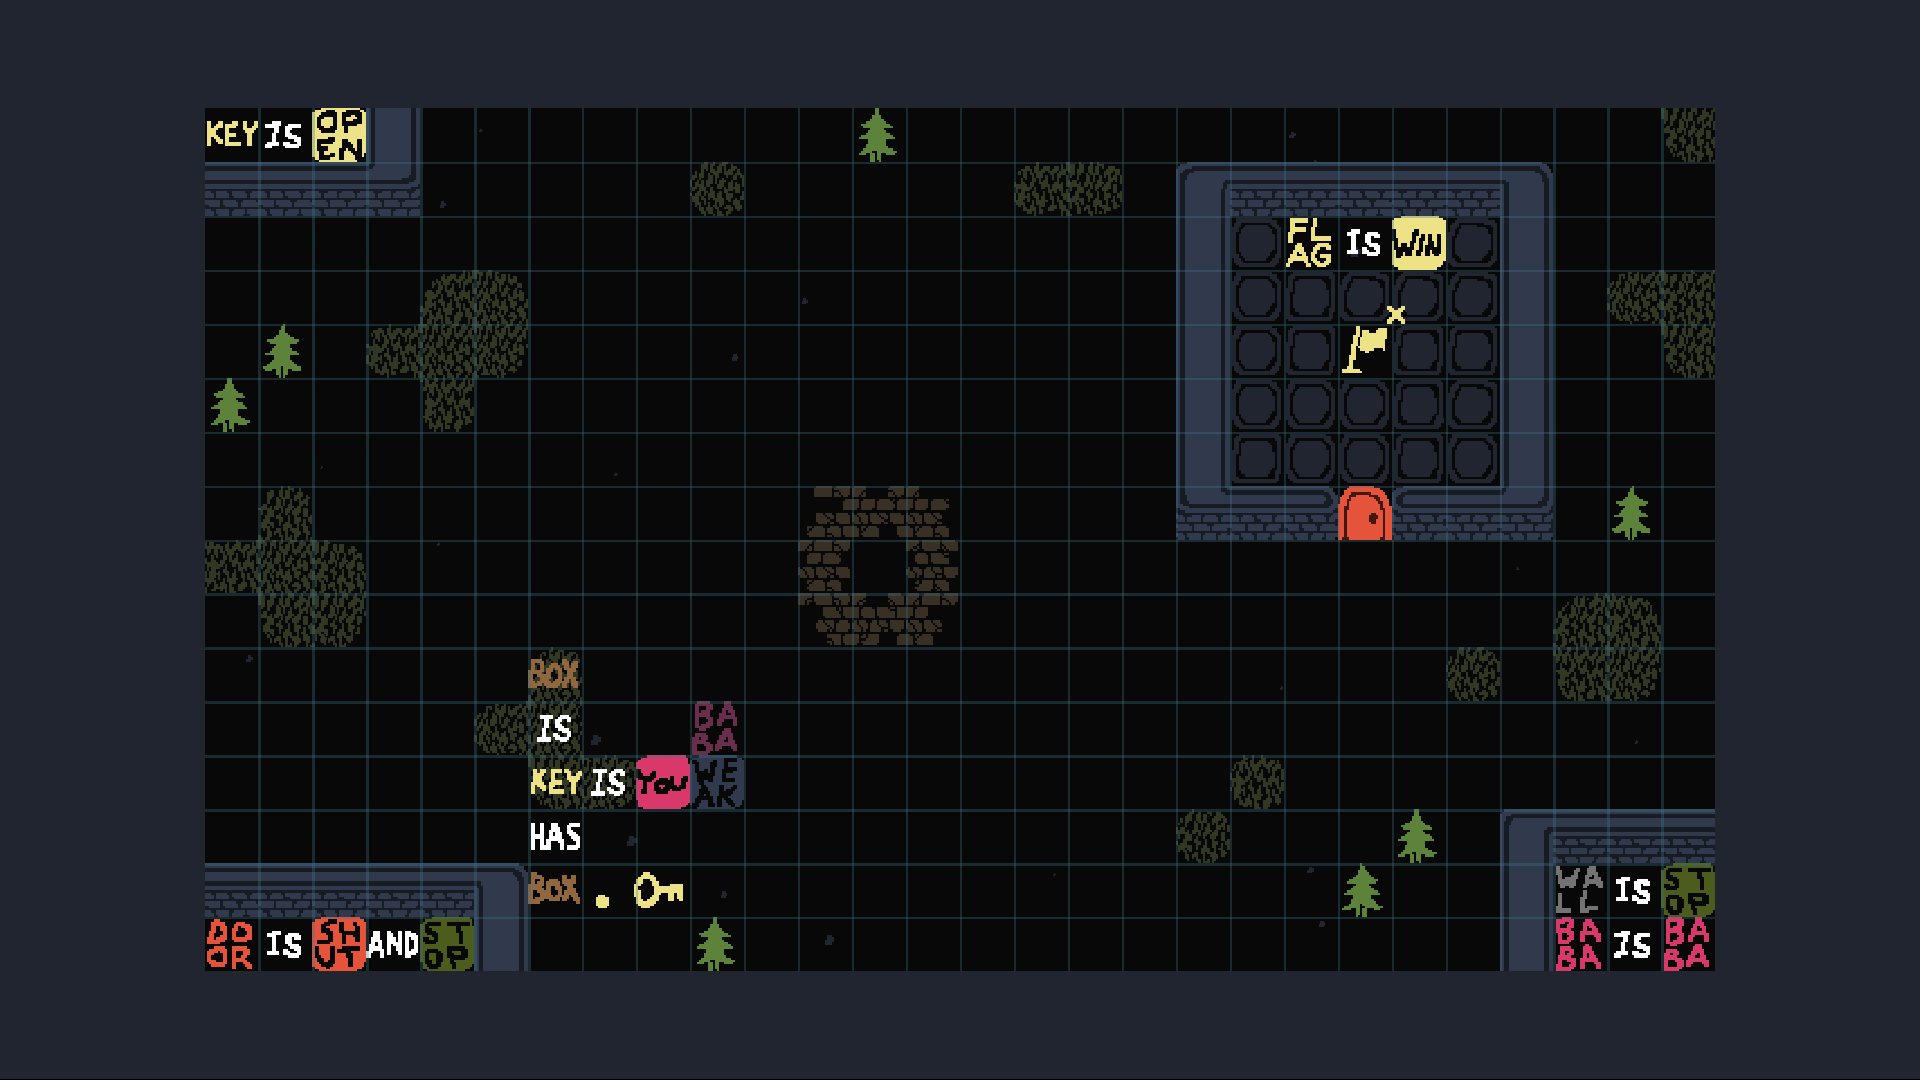 KEY IS OPEN
FLAG IS WIN
BOX
IS
BABA
KEY IS YOU WEAK
HAS
BOX
WALL IS STOP
DOOR IS SHUT AND STOP
BABA IS BABA